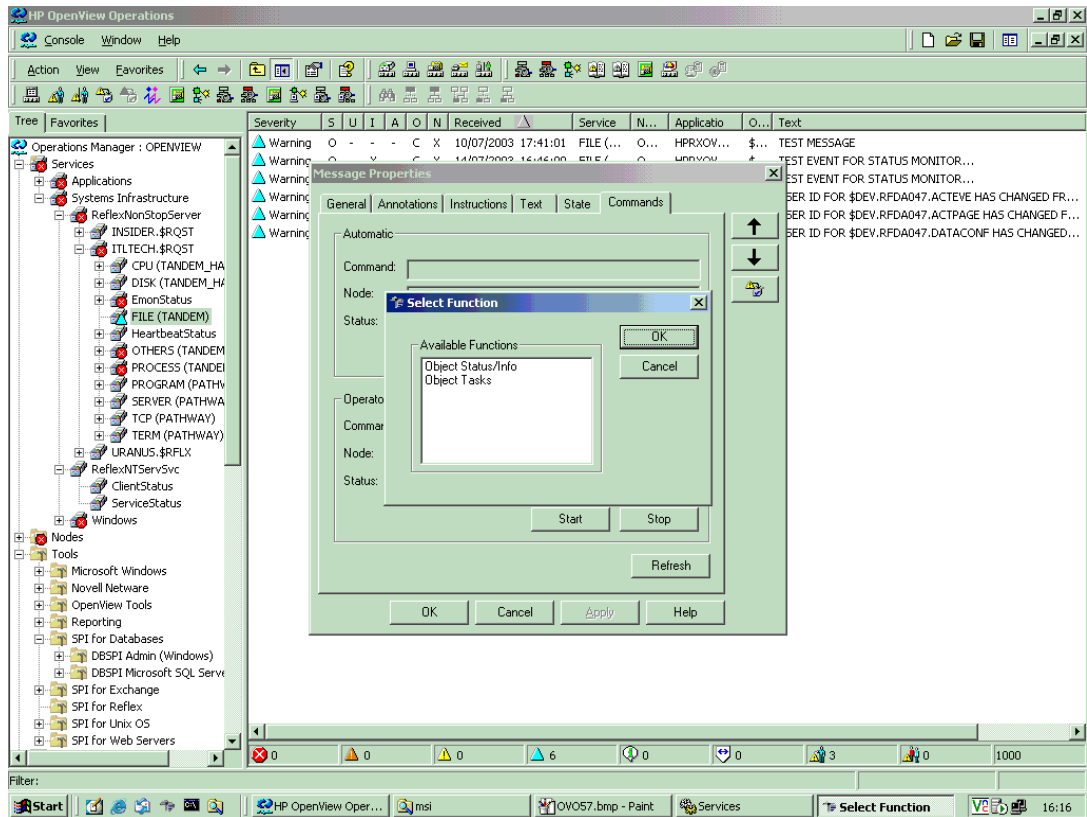 HP OpenView Operations
Console Window Help
Action View Favorites
Tree Favorites
Severity S U I A O N Received Service N... Applicatio O... Text
Warning O - - - C X 10/07/2003 17:41:01 FILE (... O... HPRXOV... $... TEST MESSAGE
Warning TEST EVENT FOR STATUS MONITOR...
Warning TEST EVENT FOR STATUS MONITOR...
Warning SER ID FOR $DEV.RFDA047.ACTEVE HAS CHANGED FR...
Warning SER ID FOR $DEV.RFDA047.ACTPAGE HAS CHANGED F...
Warning SER ID FOR $DEV.RFDA047.DATACONF HAS CHANGED...
Operations Manager : OPENVIEW
Services
Applications
Systems Infrastructure
ReflexNonStopServer
INSIDER.$RQST
ITLTECH.$RQST
CPU (TANDEM_HA
DISK (TANDEM_HA
EmonStatus
FILE (TANDEM)
HeartbeatStatus
OTHERS (TANDEM
PROCESS (TANDEI
PROGRAM (PATHW
SERVER (PATHWA
TCP (PATHWAY)
TERM (PATHWAY)
URANUS.$RFLX
ReflexNTServSvc
ClientStatus
ServiceStatus
Windows
Nodes
Tools
Microsoft Windows
Novell Netware
OpenView Tools
Reporting
SPI for Databases
DBSPI Admin (Windows)
DBSPI Microsoft SQL Serve
SPI for Exchange
SPI for Reflex
SPI for Unix OS
SPI for Web Servers
Message Properties
General Annotations Instructions Text State Commands
Automatic
Command:
Node:
Status:
Operato
Commar
Node:
Status:
Start Stop
Refresh
OK Cancel Apply Help
Select Function
Available Functions
Object Status/Info
Object Tasks
OK
Cancel
0 0 0 6 0 0 3 0 1000
Filter:
Start HP OpenView Oper... msi OVO57.bmp - Paint Services Select Function 16:16